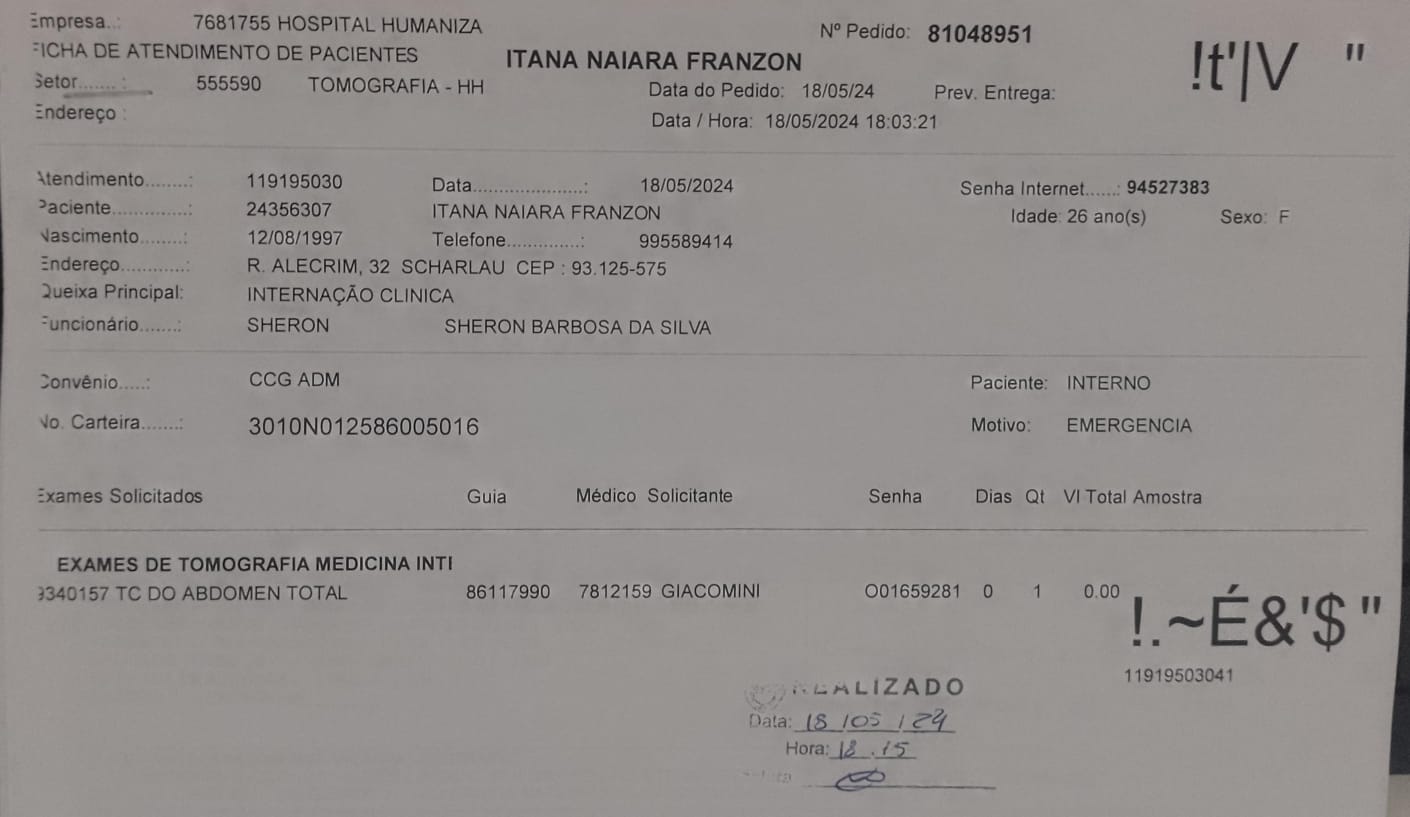 Empresa..: 7681755 HOSPITAL HUMANIZA Nº Pedido: 81048951
FICHA DE ATENDIMENTO DE PACIENTES ITANA NAIARA FRANZON !t'|V "
Setor.......: 555590 TOMOGRAFIA - HH Data do Pedido: 18/05/24 Prev. Entrega:
Endereço : Data / Hora: 18/05/2024 18:03:21
Atendimento........: 119195030 Data.....................: 18/05/2024 Senha Internet......: 94527383
Paciente..............: 24356307 ITANA NAIARA FRANZON Idade: 26 ano(s) Sexo: F
Nascimento........: 12/08/1997 Telefone..............: 995589414
Endereço............: R. ALECRIM, 32 SCHARLAU CEP : 93.125-575
Queixa Principal: INTERNAÇÃO CLINICA
Funcionário.......: SHERON SHERON BARBOSA DA SILVA
Convênio.....: CCG ADM Paciente: INTERNO
No. Carteira.......: 3010N012586005016 Motivo: EMERGENCIA
Exames Solicitados Guia Médico Solicitante Senha Dias Qt Vl Total Amostra
EXAMES DE TOMOGRAFIA MEDICINA INTI
9340157 TC DO ABDOMEN TOTAL 86117990 7812159 GIACOMINI O01659281 0 1 0.00 !.~É&'$ "
11919503041
REALIZADO
Data: 18/05/24
Hora: 18.15